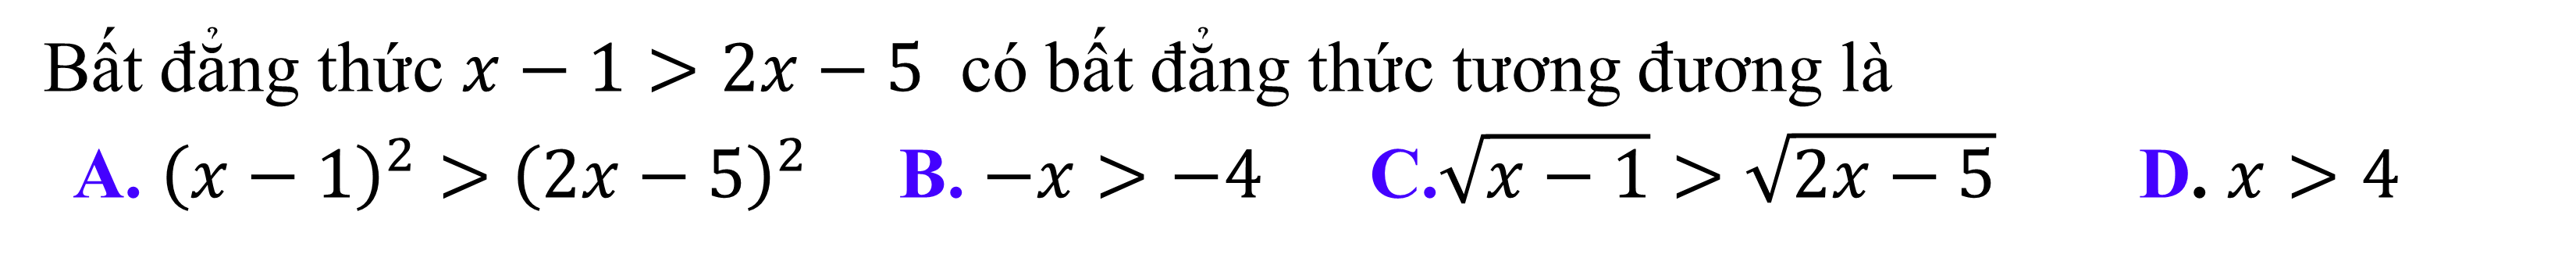 Bất đẳng thức x − 1 > 2x − 5 có bất đẳng thức tương đương là
A. (x − 1)² > (2x − 5)² B. −x > −4 C. √(x − 1) > √(2x − 5) D. x > 4